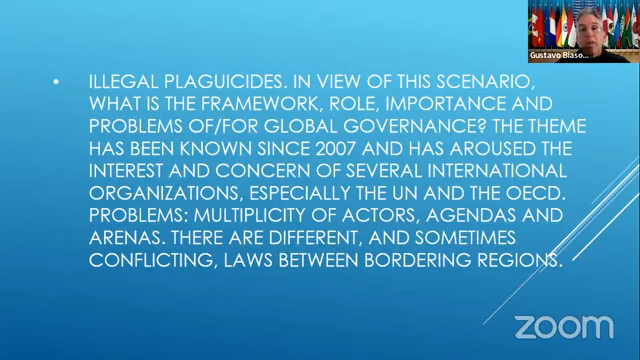 Gustavo Biaso...
• ILLEGAL PLAGUICIDES. IN VIEW OF THIS SCENARIO,
WHAT IS THE FRAMEWORK, ROLE, IMPORTANCE AND
PROBLEMS OF/FOR GLOBAL GOVERNANCE? THE THEME
HAS BEEN KNOWN SINCE 2007 AND HAS AROUSED THE
INTEREST AND CONCERN OF SEVERAL INTERNATIONAL
ORGANIZATIONS, ESPECIALLY THE UN AND THE OECD.
PROBLEMS: MULTIPLICITY OF ACTORS, AGENDAS AND
ARENAS. THERE ARE DIFFERENT, AND SOMETIMES
CONFLICTING, LAWS BETWEEN BORDERING REGIONS.
zoom